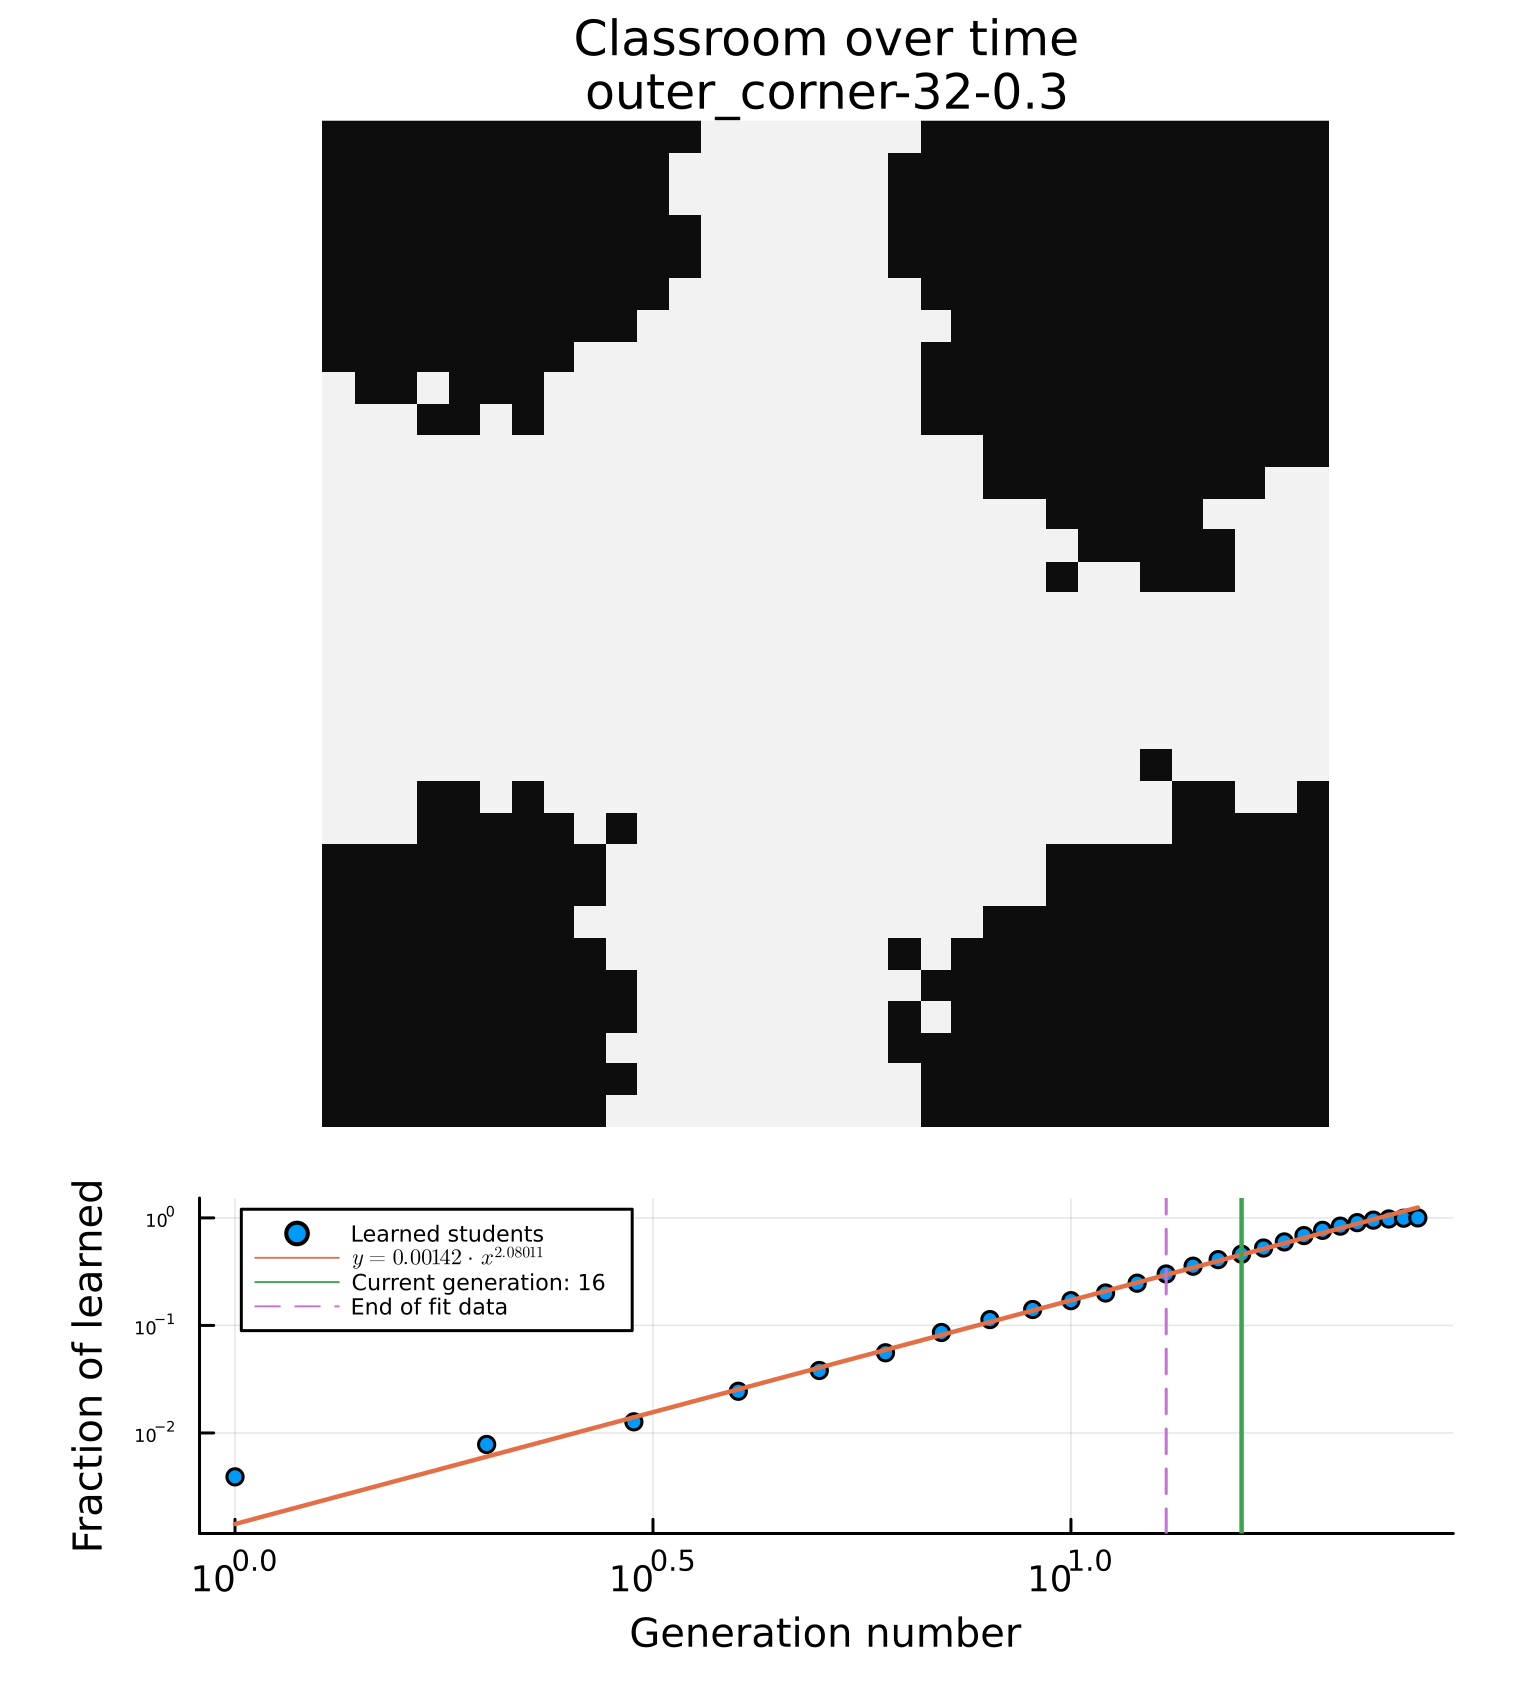 Classroom over time
outer_corner-32-0.3
Fraction of learned
10⁰
10⁻¹
10⁻²
Learned students
y = 0.00142 · x^2.08011
Current generation: 16
End of fit data
10^0.0
10^0.5
10^1.0
Generation number